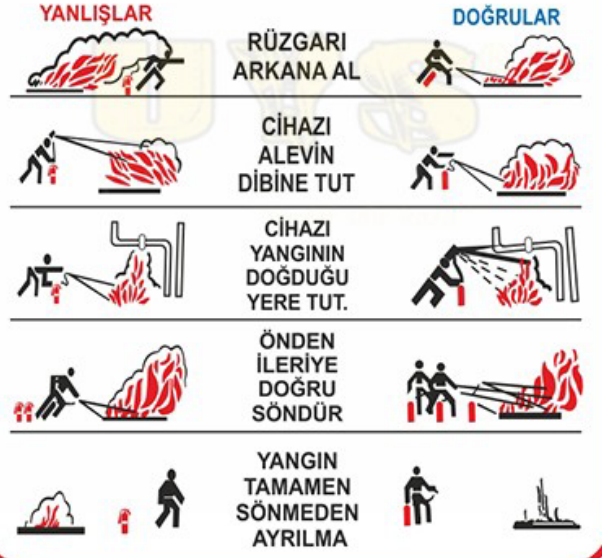 YANLIŞLAR
DOĞRULAR
RÜZGARI
ARKANA AL
CİHAZI
ALEVİN
DİBİNE TUT
CİHAZI
YANGININ
DOĞDUĞU
YERE TUT.
ÖNDEN
İLERİYE
DOĞRU
SÖNDÜR
YANGIN
TAMAMEN
SÖNMEDEN
AYRILMA